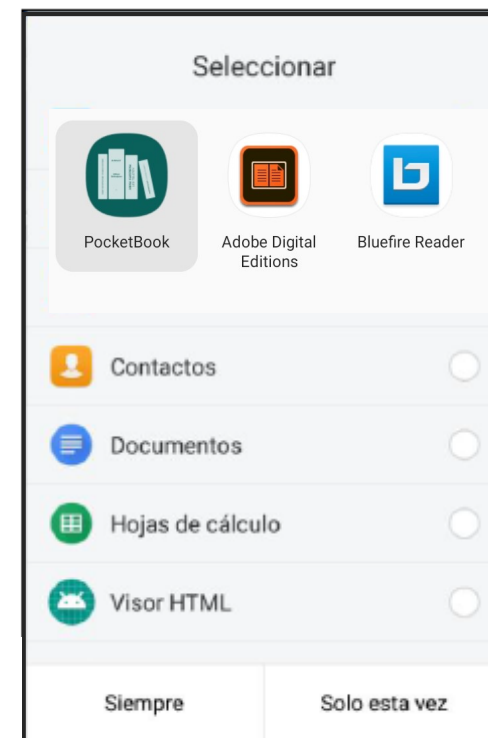 Seleccionar
PocketBook
Adobe Digital
Editions
Bluefire Reader
Contactos
Documentos
Hojas de cálculo
Visor HTML
Siempre
Solo esta vez